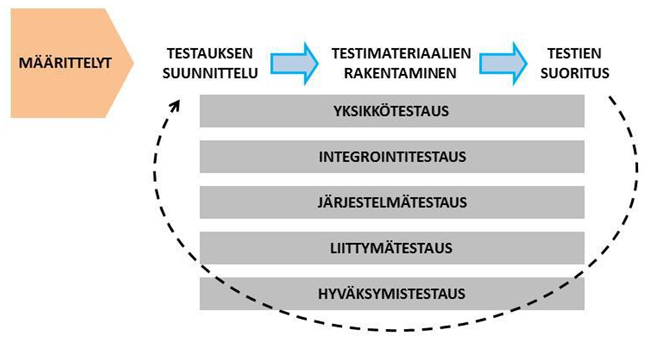 MÄÄRITTELYT
TESTAUKSEN
SUUNNITTELU
TESTIMATERIAALIEN
RAKENTAMINEN
TESTIEN
SUORITUS
YKSIKKÖTESTAUS
INTEGROINTITESTAUS
JÄRJESTELMÄTESTAUS
LIITTYMÄTESTAUS
HYVÄKSYMISTESTAUS